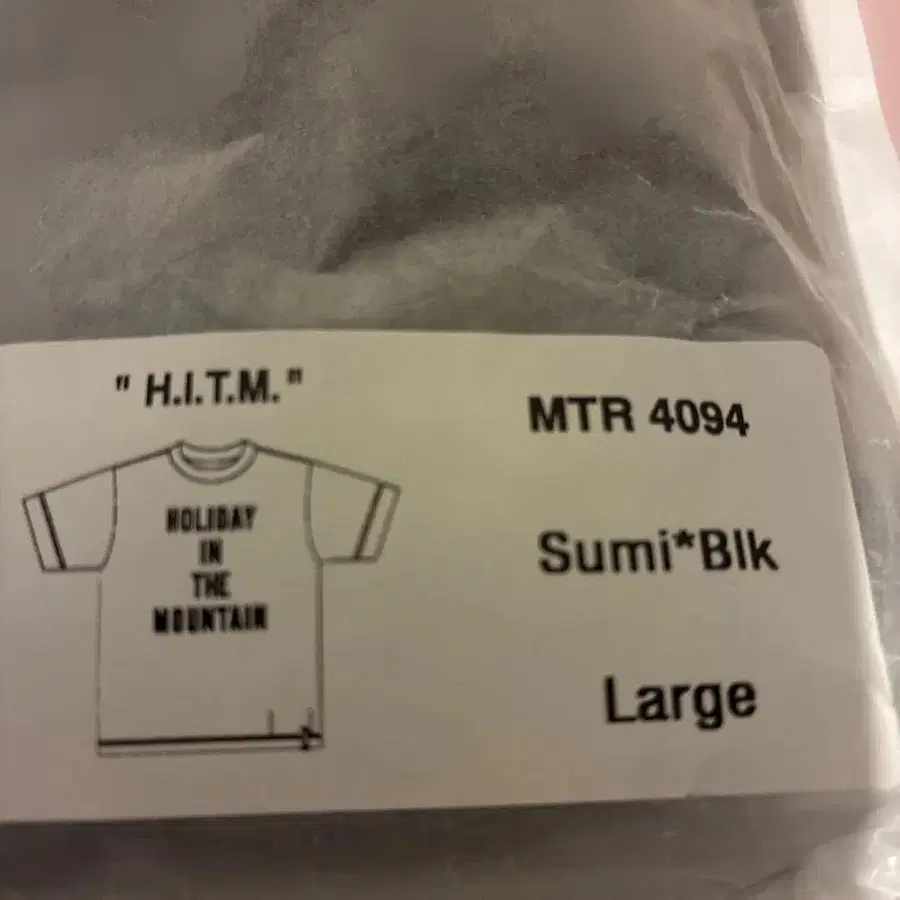 " H.I.T.M. "
HOLIDAY
IN
THE
MOUNTAIN
MTR 4094
Sumi*Blk
Large